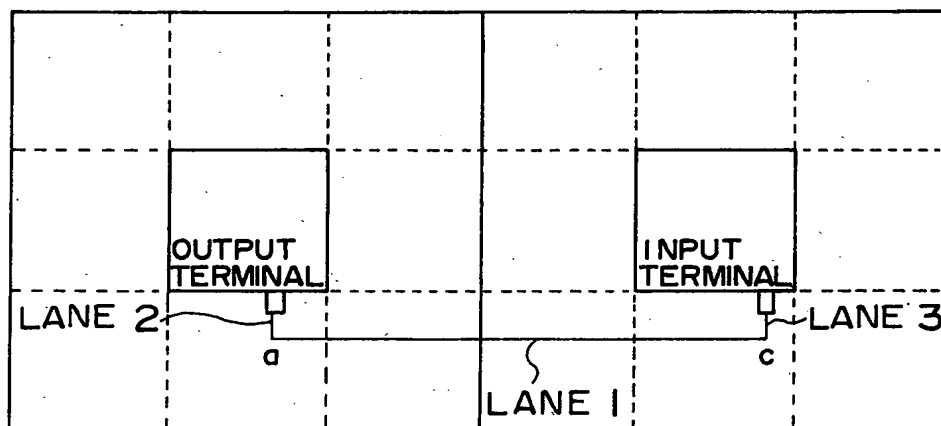 OUTPUT
TERMINAL
INPUT
TERMINAL
LANE 2
LANE 3
a
c
LANE 1